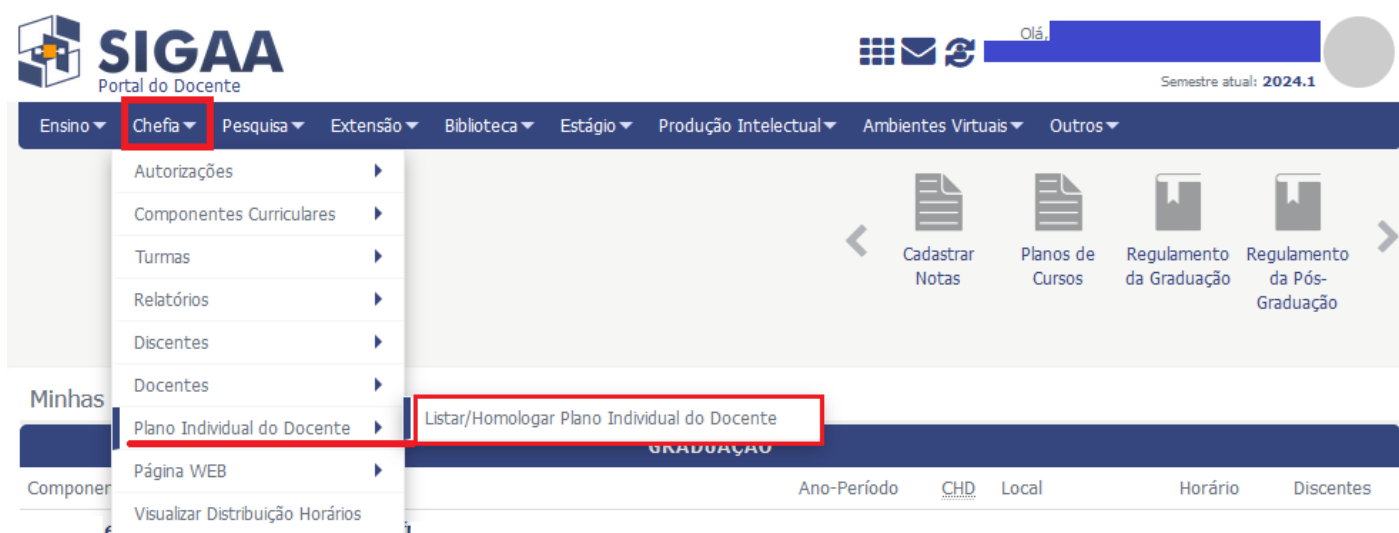 SIGAA
Portal do Docente
Olá,
Semestre atual: 2024.1
Ensino Chefia Pesquisa Extensão Biblioteca Estágio Produção Intelectual Ambientes Virtuais Outros
Autorizações
Componentes Curriculares
Turmas
Relatórios
Discentes
Docentes
Plano Individual do Docente
Página WEB
Visualizar Distribuição Horários
Listar/Homologar Plano Individual do Docente
Cadastrar
Notas
Planos de
Cursos
Regulamento
da Graduação
Regulamento
da Pós-
Graduação
Minhas
GRADUAÇÃO
Ano-Período CHD Local Horário Discentes